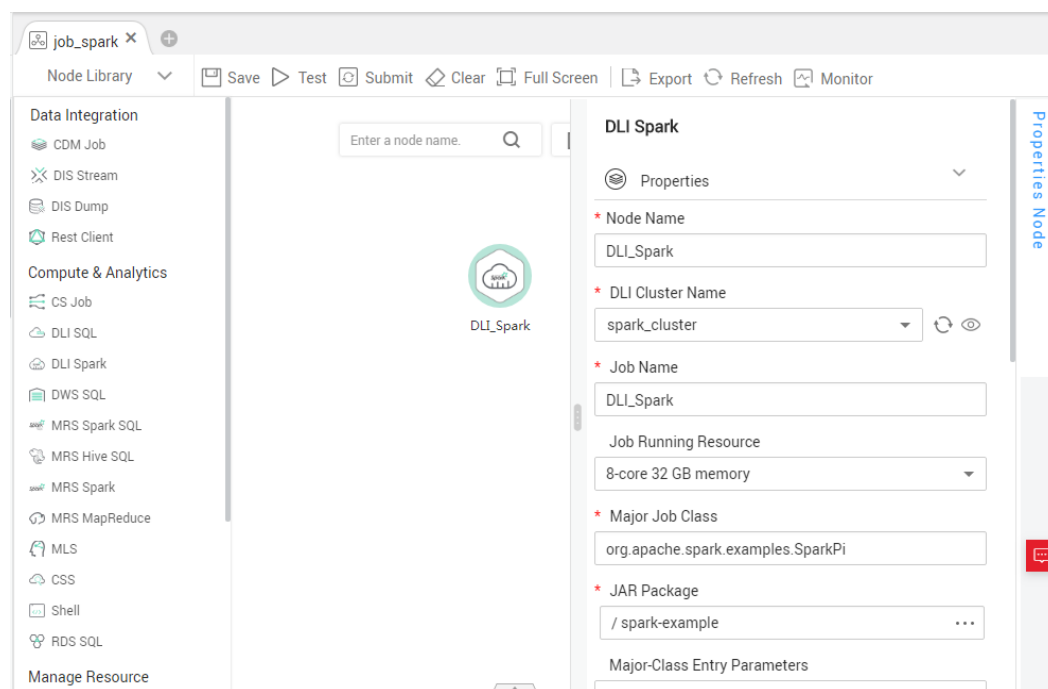 job_spark
Node Library
Save Test Submit Clear Full Screen Export Refresh Monitor
Data Integration
CDM Job
DIS Stream
DIS Dump
Rest Client
Compute & Analytics
CS Job
DLI SQL
DLI Spark
DWS SQL
MRS Spark SQL
MRS Hive SQL
MRS Spark
MRS MapReduce
MLS
CSS
Shell
RDS SQL
Manage Resource
Enter a node name.
Spark
DLI_Spark
DLI Spark
Properties
* Node Name
DLI_Spark
* DLI Cluster Name
spark_cluster
* Job Name
DLI_Spark
Job Running Resource
8-core 32 GB memory
* Major Job Class
org.apache.spark.examples.SparkPi
* JAR Package
/ spark-example
Major-Class Entry Parameters
Properties Node